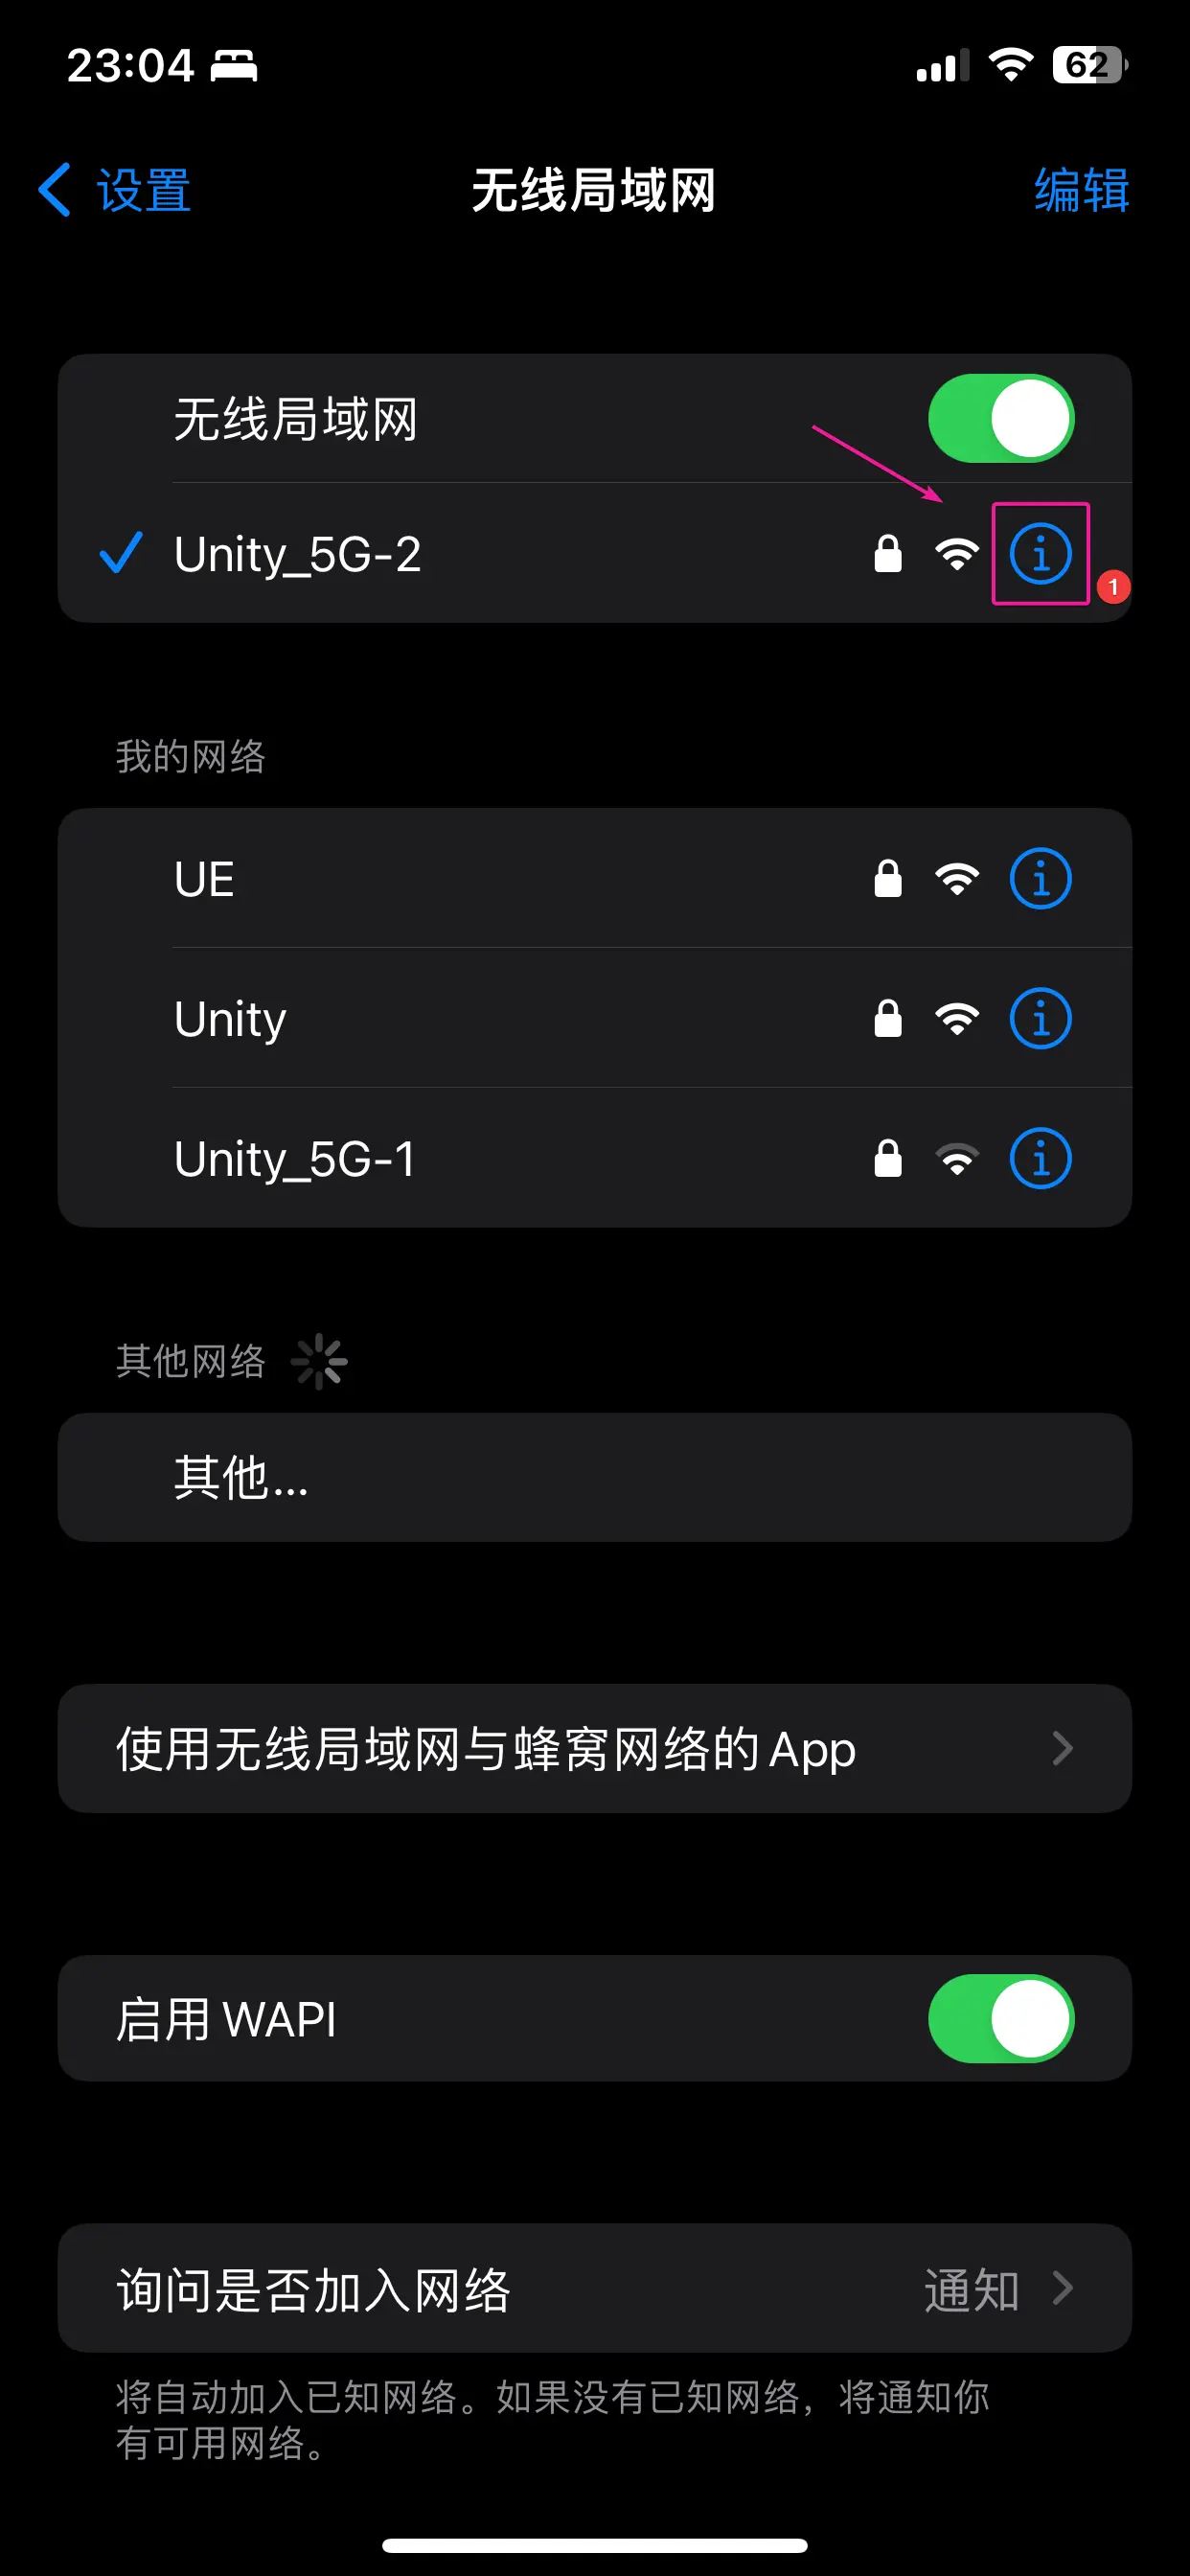 23:04
62
设置
无线局域网
编辑
无线局域网
Unity_5G-2
1
我的网络
UE
Unity
Unity_5G-1
其他网络
其他...
使用无线局域网与蜂窝网络的App
启用 WAPI
询问是否加入网络
通知
将自动加入已知网络。如果没有已知网络，将通知你
有可用网络。